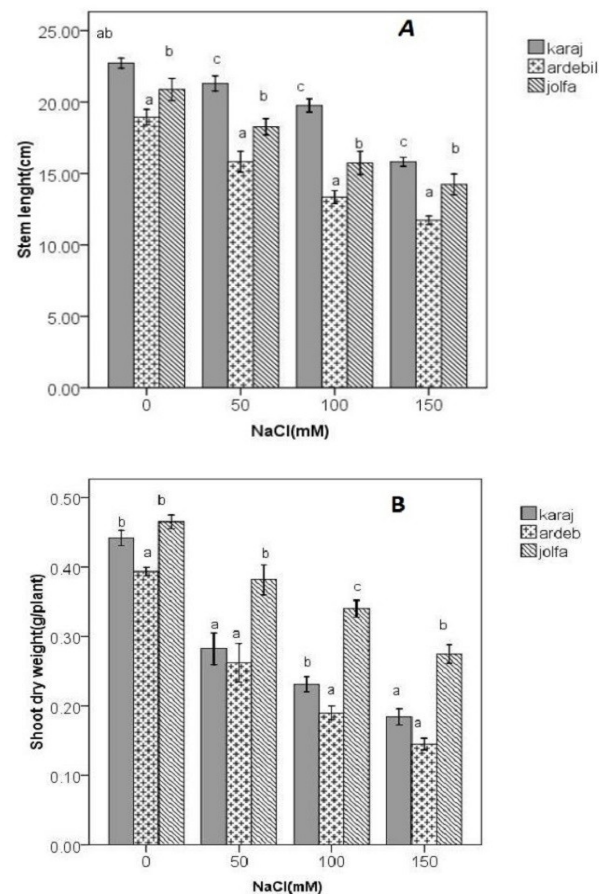 A
25.00
20.00
15.00
10.00
5.00
0.00
Stem lenght(cm)
ab
a
b
c
a
b
c
a
b
c
a
b
0
50
100
150
NaCl(mM)
karaj
ardebil
jolfa
B
0.50
0.40
0.30
0.20
0.10
0.00
Shoot dry weight(g/plant)
b
a
b
a
a
b
b
a
c
a
a
b
0
50
100
150
NaCl(mM)
karaj
ardeb
jolfa